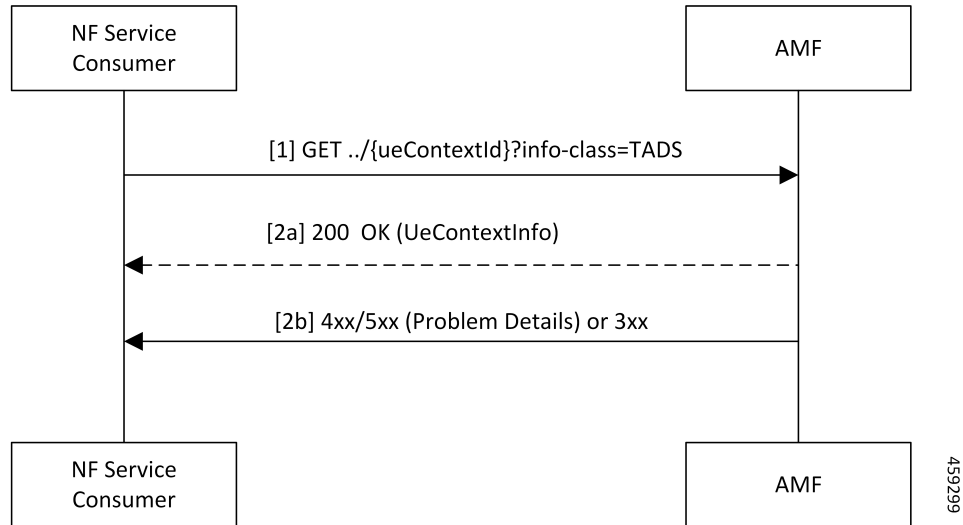 NF Service
Consumer
AMF
[1] GET ../{ueContextId}?info-class=TADS
[2a] 200  OK (UeContextInfo)
[2b] 4xx/5xx (Problem Details) or 3xx
NF Service
Consumer
AMF
459299